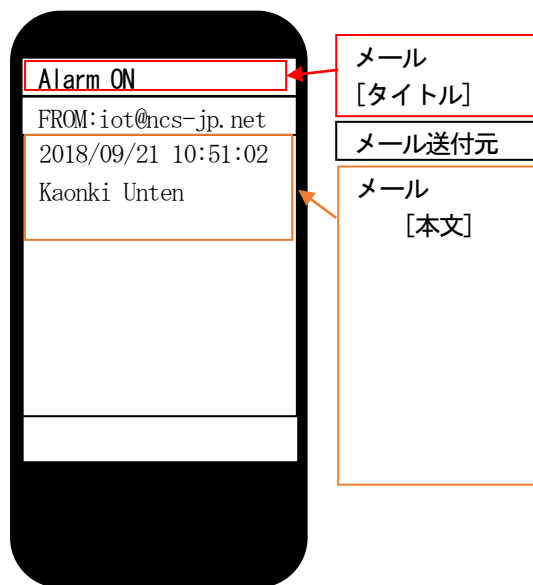 Alarm ON
FROM:iot@ncs-jp.net
2018/09/21 10:51:02
Kaonki Unten
メール
[タイトル]
メール送付元
メール
[本文]